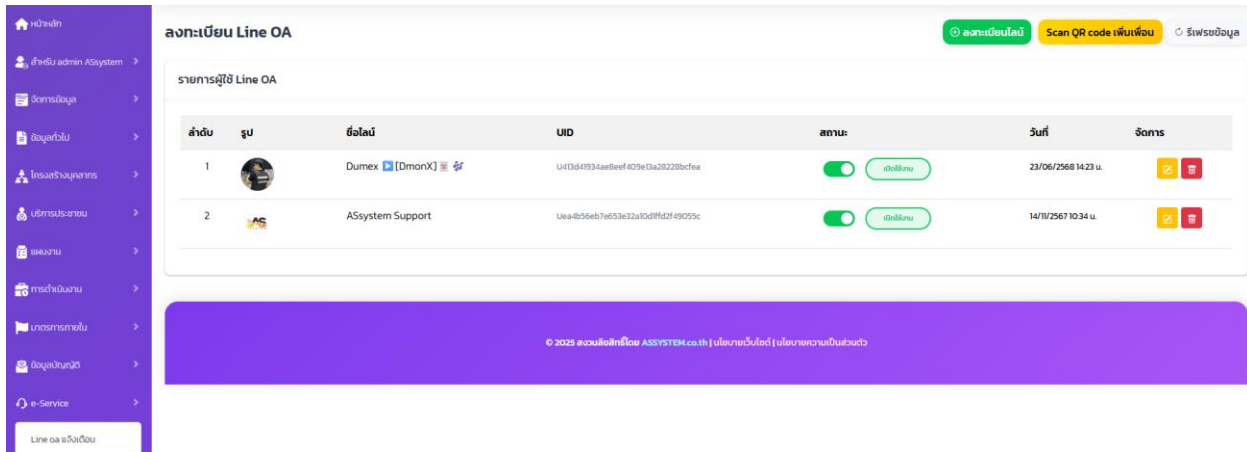 หน้าหลัก
สำหรับ admin ASsystem
จัดการข้อมูล
ข้อมูลทั่วไป
โครงสร้างบุคลากร
บริการประชาชน
แผนงาน
การดำเนินงาน
มาตรการภายใน
ข้อมูลบัญญัติ
e-Service
Line oa แจ้งเตือน
ลงทะเบียน Line OA
ลงทะเบียนไลน์
Scan QR code เพิ่มเพื่อน
รีเฟรชข้อมูล
รายการผู้ใช้ Line OA
ลำดับ รูป ชื่อไลน์ UID สถานะ วันที่ จัดการ
1 Dumex [DmonX] U413d41934ae8eef409e13a28228bcfea เปิดใช้งาน 23/06/2568 14:23 น.
2 AS ASsystem Support Uea4b56eb7e653e32a10d1ffd2f49055c เปิดใช้งาน 14/11/2567 10:34 น.
© 2025 สงวนลิขสิทธิ์โดย ASSYSTEM.co.th | นโยบายเว็บไซต์ | นโยบายความเป็นส่วนตัว